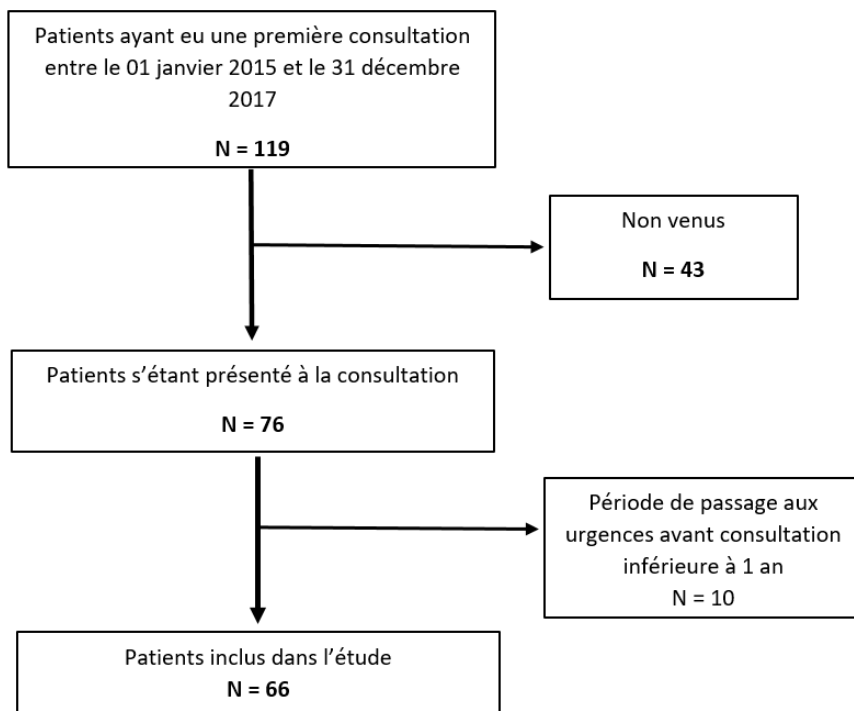 Patients ayant eu une première consultation
entre le 01 janvier 2015 et le 31 décembre
2017
N = 119
Non venus
N = 43
Patients s’étant présenté à la consultation
N = 76
Période de passage aux
urgences avant consultation
inférieure à 1 an
N = 10
Patients inclus dans l’étude
N = 66